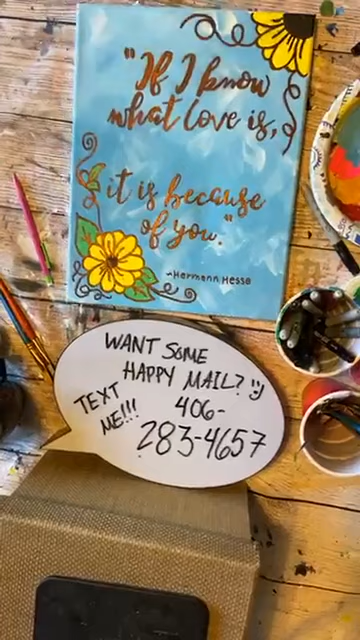 "If I know
what love is,
it is because
of you."
~Hermann Hesse
WANT SOME
HAPPY MAIL? :)
TEXT
ME!!!
406-
283-4657